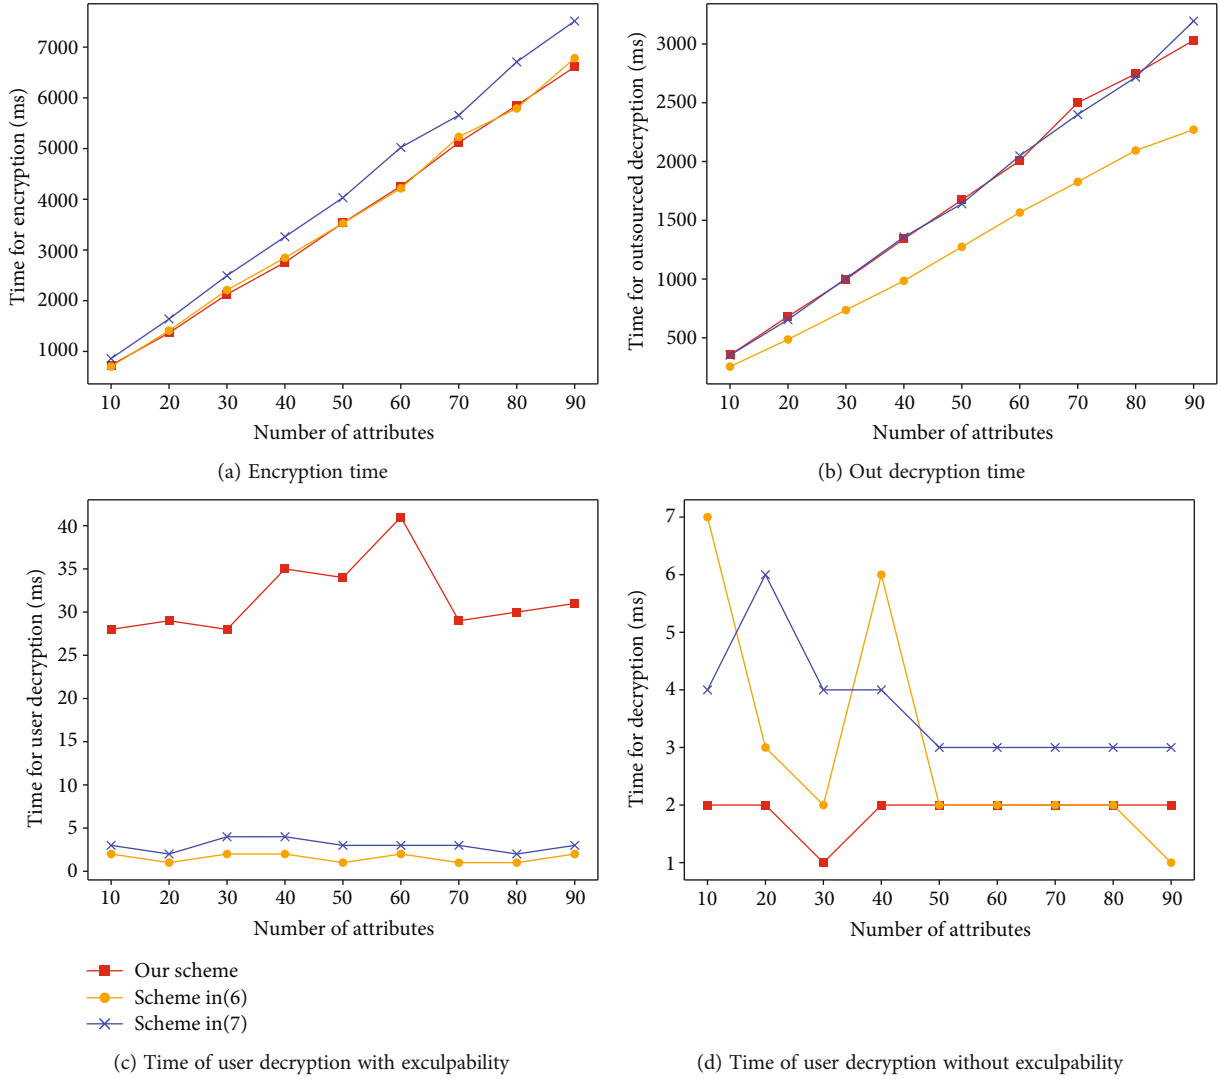 Time for encryption (ms)
7000
6000
5000
4000
3000
2000
1000
10 20 30 40 50 60 70 80 90
Number of attributes
(a) Encryption time
Time for outsourced decryption (ms)
3000
2500
2000
1500
1000
500
10 20 30 40 50 60 70 80 90
Number of attributes
(b) Out decryption time
Time for user decryption (ms)
40
35
30
25
20
15
10
5
0
10 20 30 40 50 60 70 80 90
Number of attributes
Our scheme
Scheme in(6)
Scheme in(7)
(c) Time of user decryption with exculpability
Time for decryption (ms)
7
6
5
4
3
2
1
10 20 30 40 50 60 70 80 90
Number of attributes
(d) Time of user decryption without exculpability